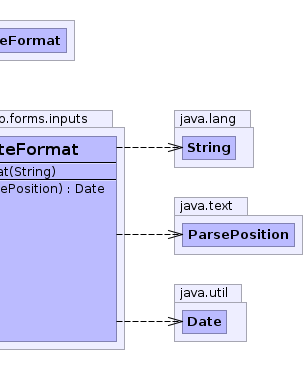 eFormat
o.forms.inputs
teFormat
at(String)
sePosition) : Date
java.lang
String
java.text
ParsePosition
java.util
Date